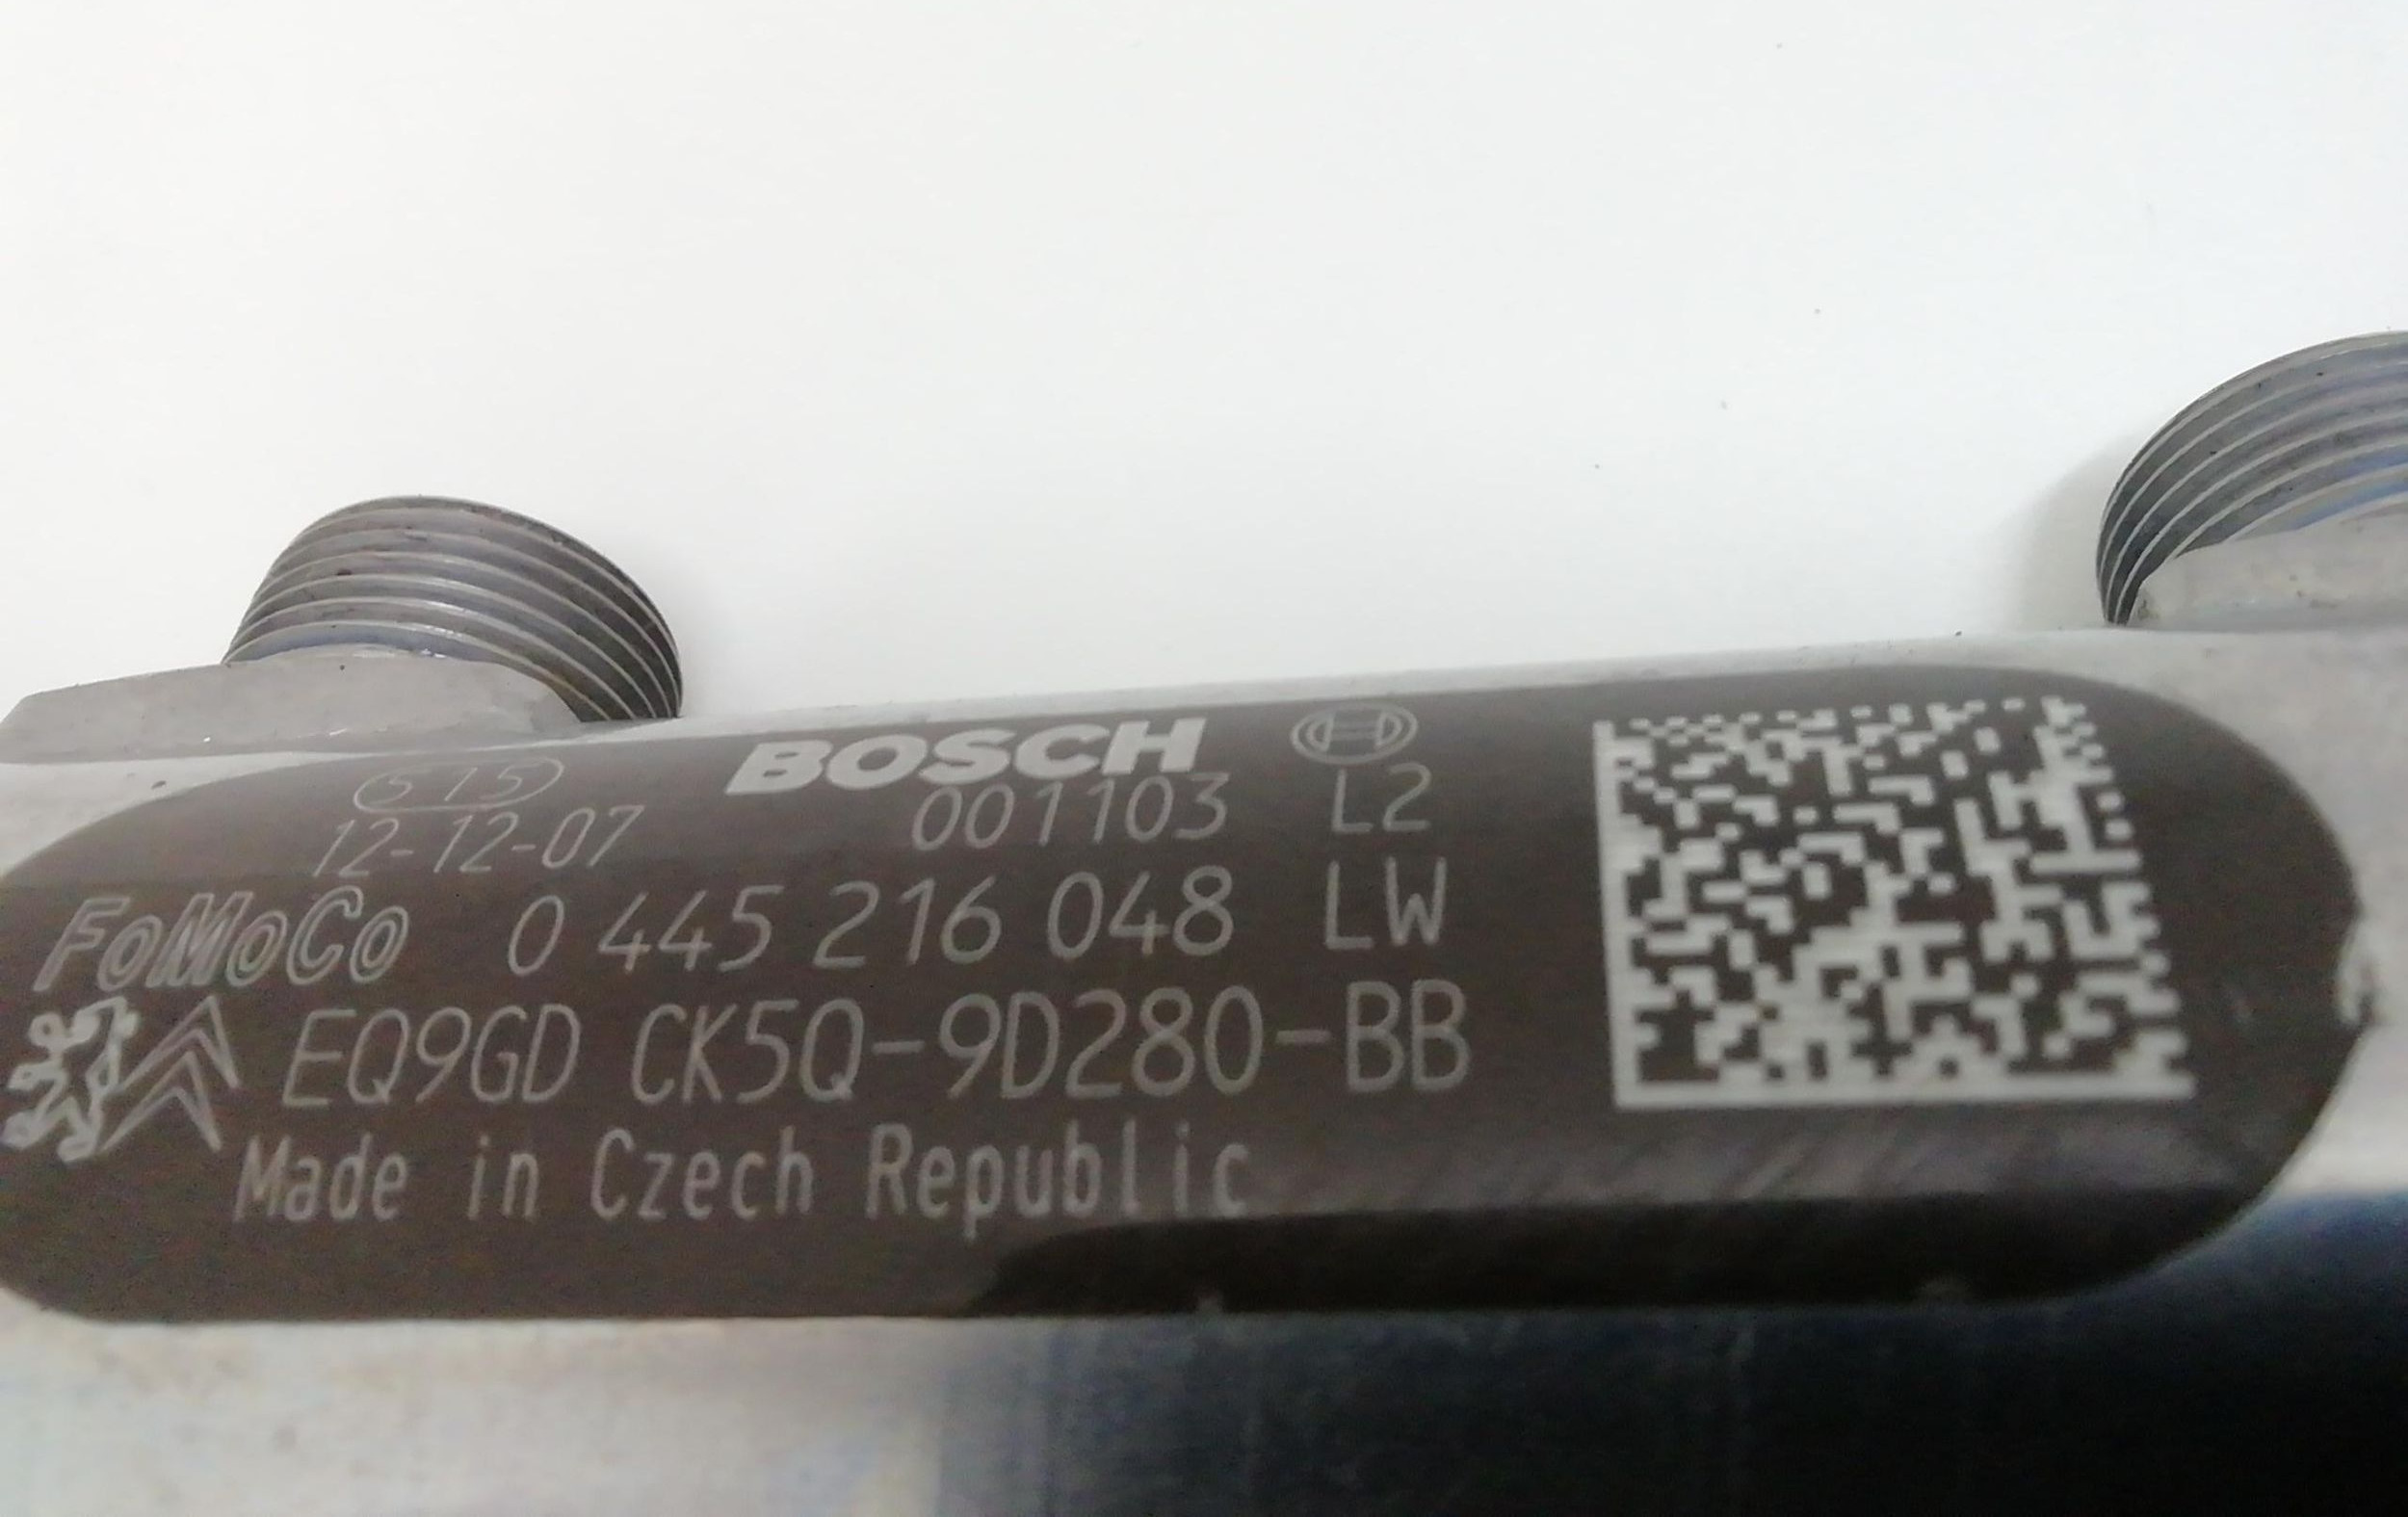 BOSCH
515
12-12-07 001103 L2
FoMoCo 0 445 216 048 LW
EQ9GD CK5Q-9D280-BB
Made in Czech Republic